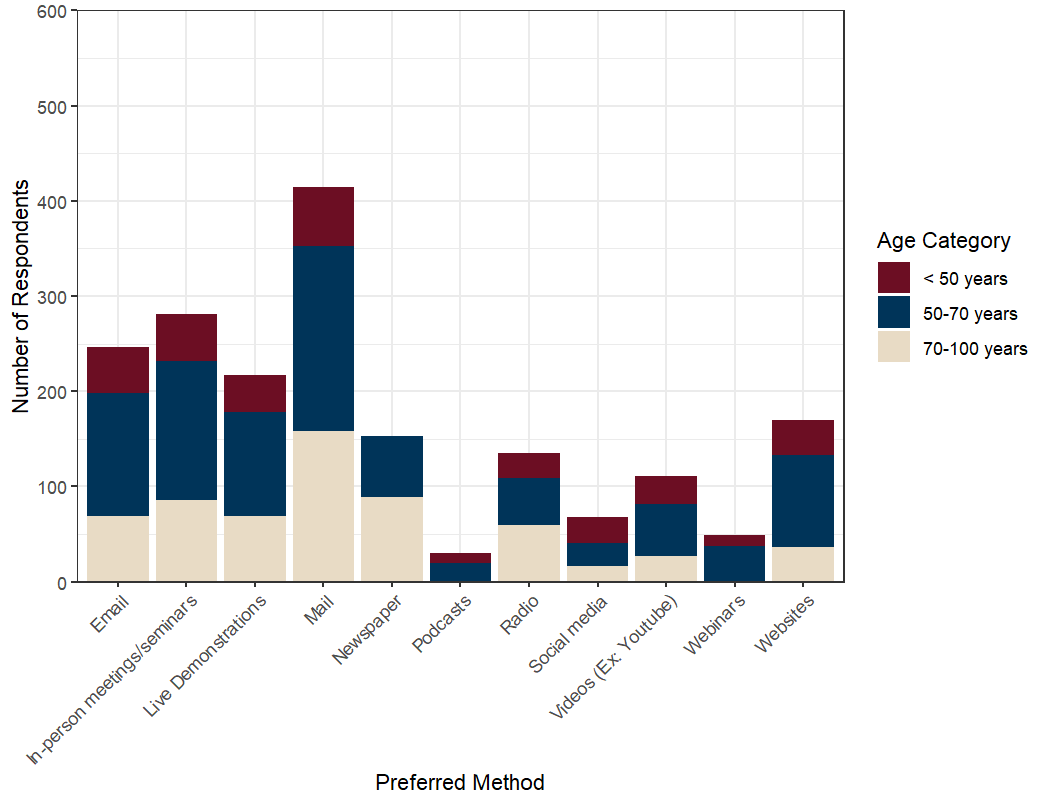 600
500
400
300
200
100
0
Number of Respondents
Email
In-person meetings/seminars
Live Demonstrations
Mail
Newspaper
Podcasts
Radio
Social media
Videos (Ex: Youtube)
Webinars
Websites
Preferred Method
Age Category
< 50 years
50-70 years
70-100 years